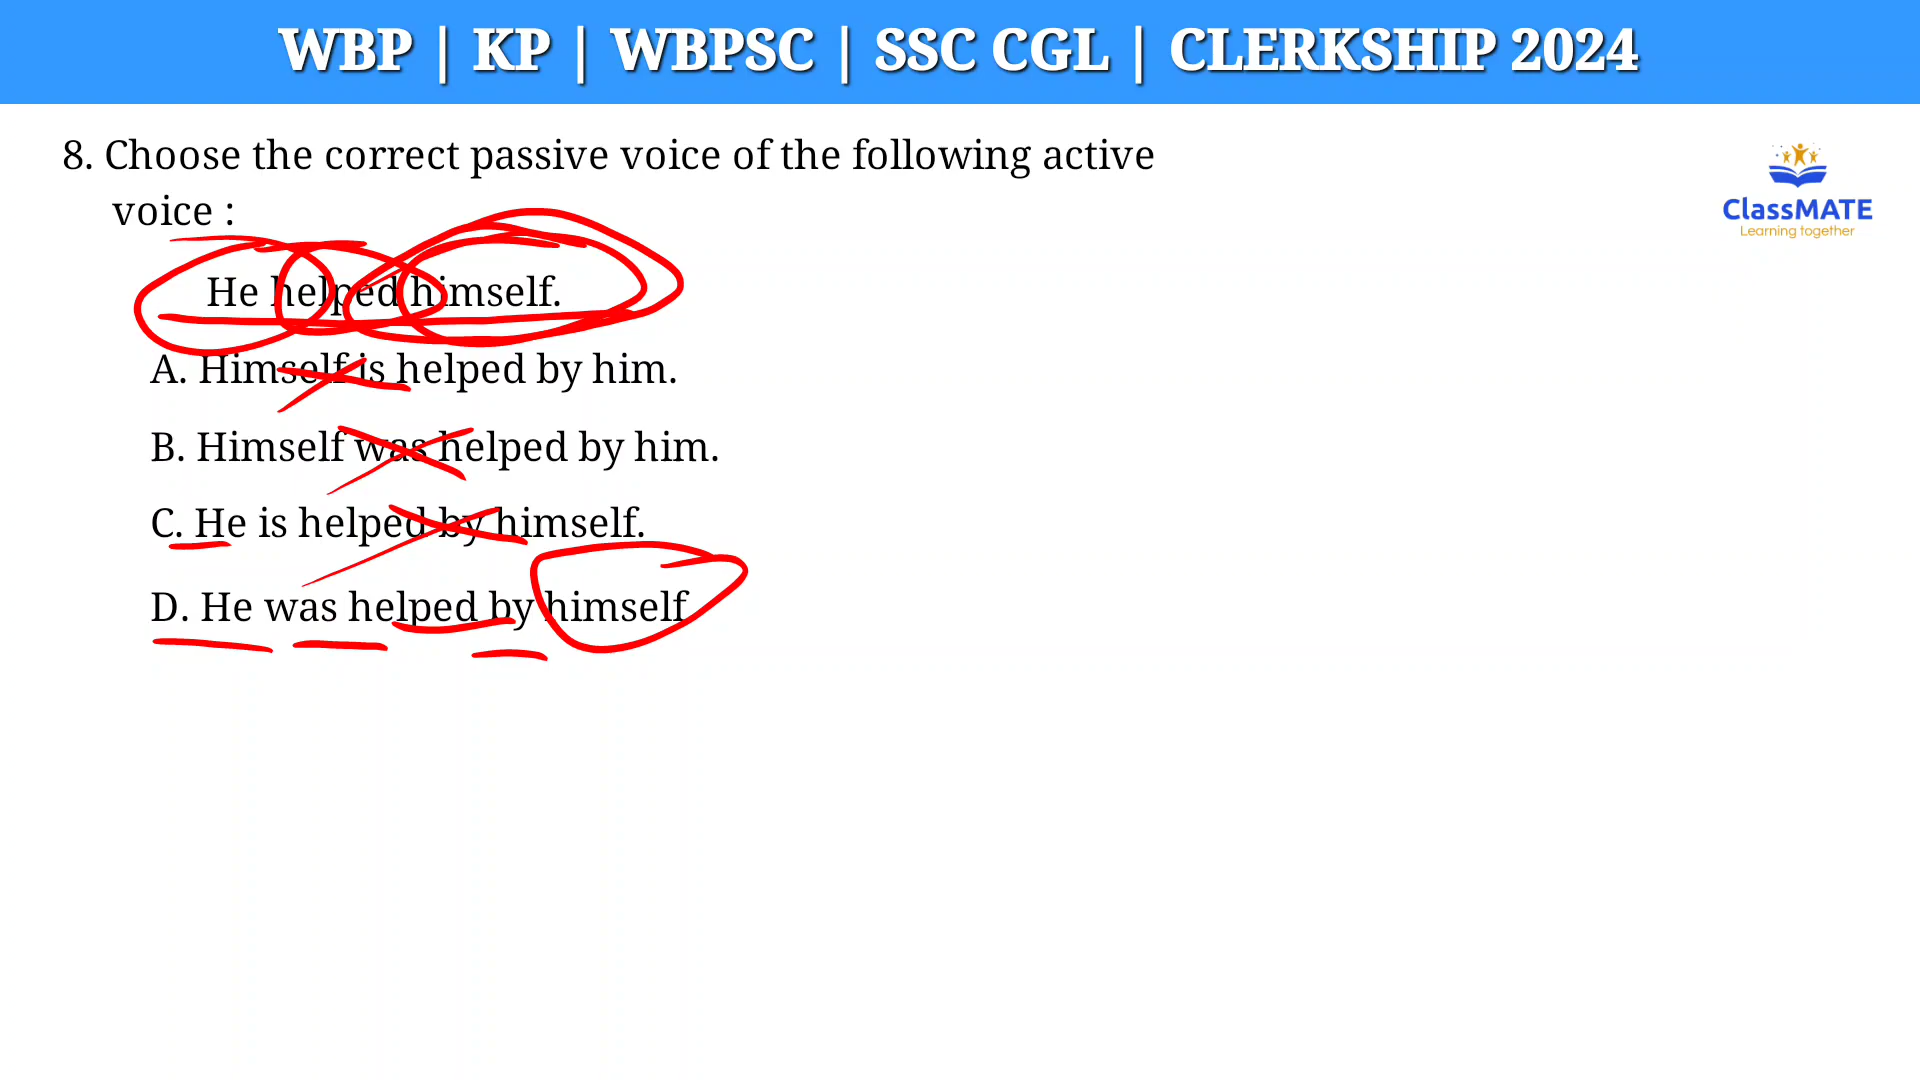 WBP | KP | WBPSC | SSC CGL | CLERKSHIP 2024
8. Choose the correct passive voice of the following active
voice :
ClassMATE
Learning together
He helped himself.
A. Himself is helped by him.
B. Himself was helped by him.
C. He is helped by himself.
D. He was helped by himself